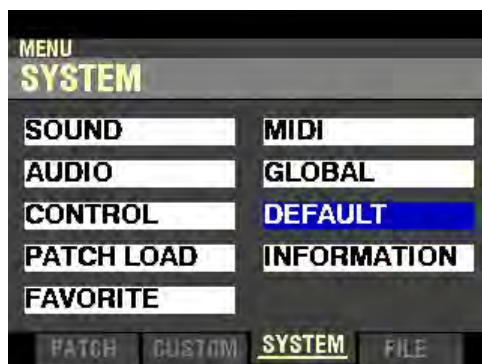 MENU
SYSTEM
SOUND
MIDI
AUDIO
GLOBAL
CONTROL
DEFAULT
PATCH LOAD
INFORMATION
FAVORITE
PATCH CUSTOM SYSTEM FILE